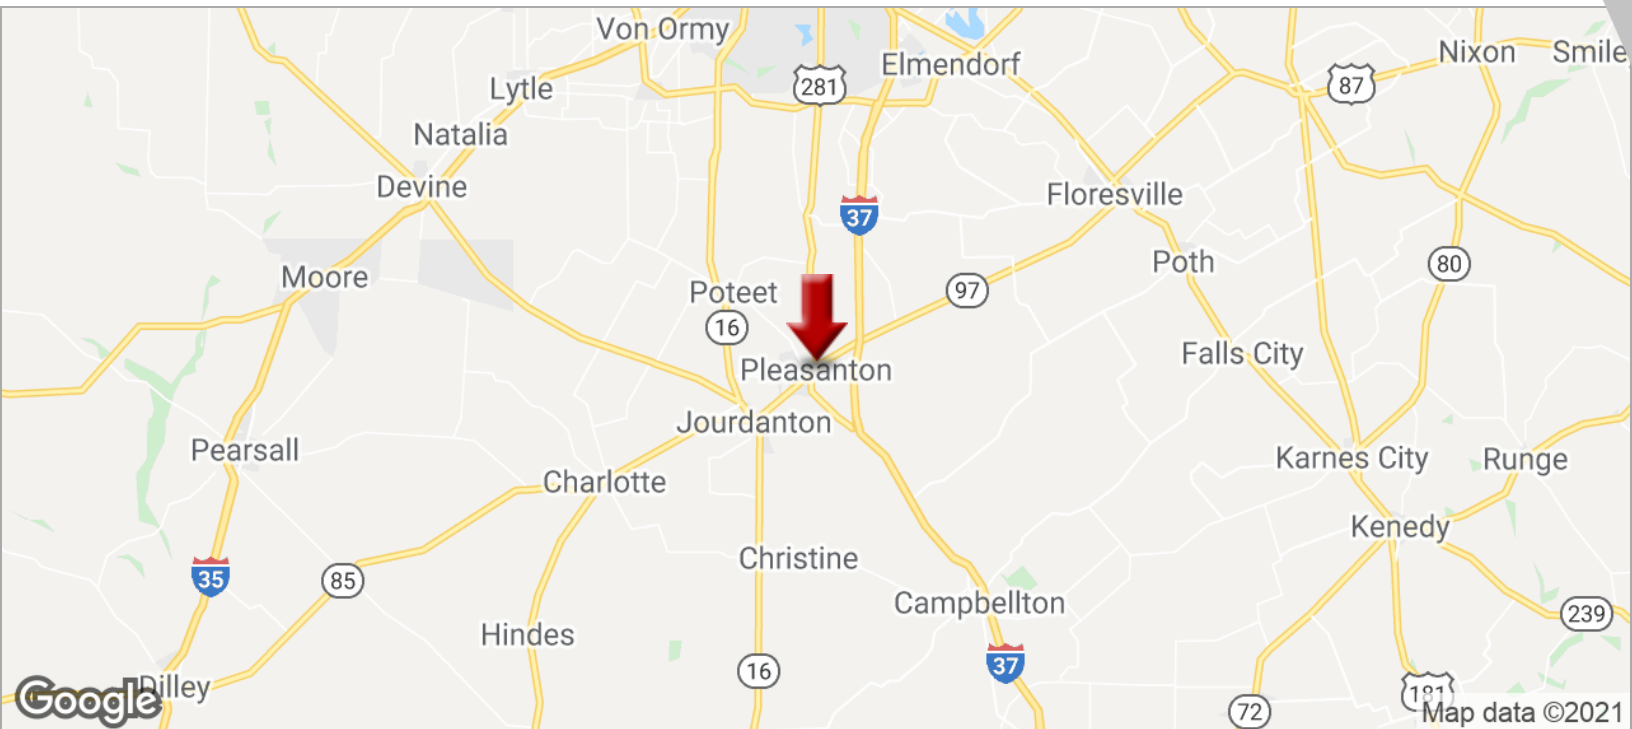 Von Ormy
Nixon
Smile
Elmendorf
281
87
Lytle
Natalia
Devine
Floresville
37
Poth
80
Moore
Poteet
97
16
Falls City
Pleasanton
Jourdanton
Pearsall
Karnes City
Runge
Charlotte
Kenedy
Christine
35
85
Campbellton
239
Hindes
37
16
Dilley
181
72
Google
Map data ©2021